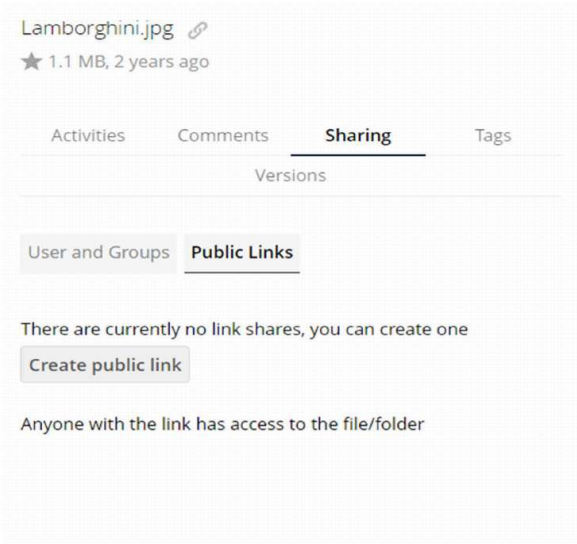 Lamborghini.jpg
1.1 MB, 2 years ago
Activities Comments Sharing Tags
Versions
User and Groups Public Links
There are currently no link shares, you can create one
Create public link
Anyone with the link has access to the file/folder